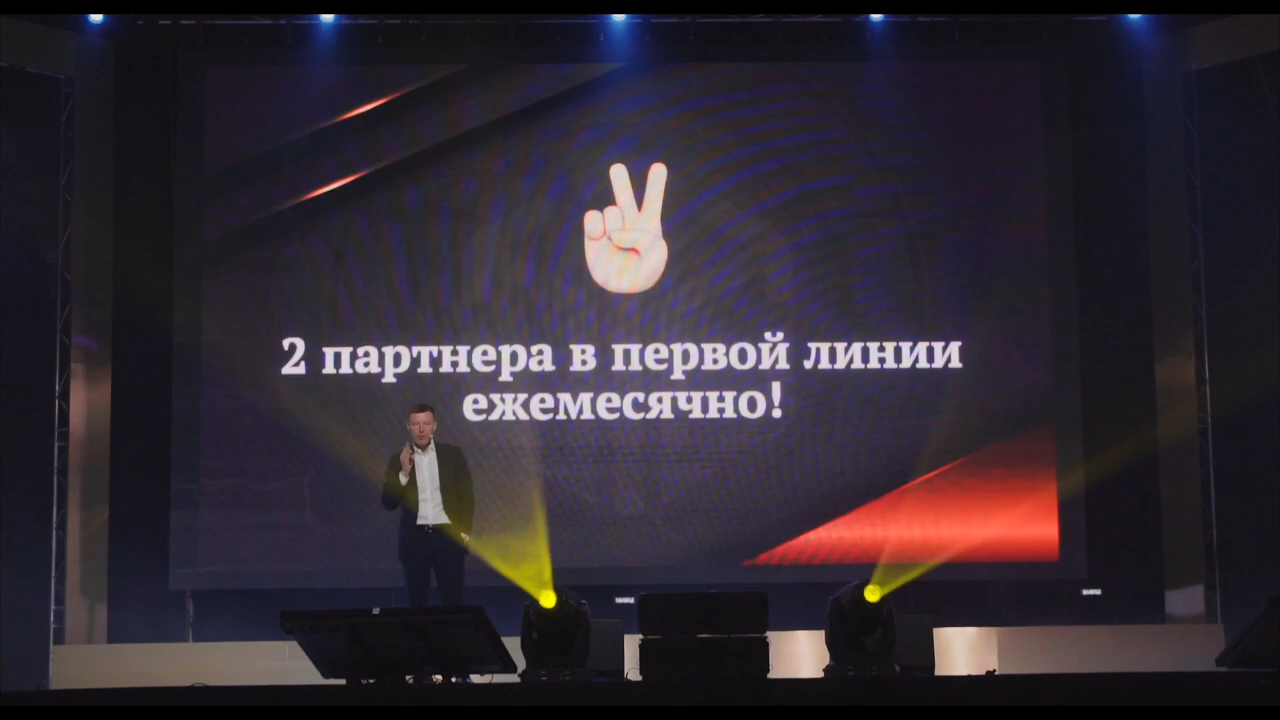 2 партнера в первой линии
ежемесячно!